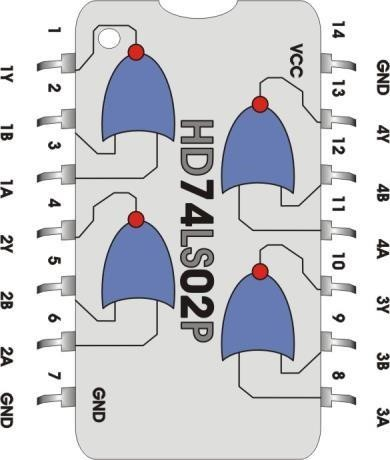 GND 4Y 4B 4A 3Y 3B 3A
14 13 12 11 10 9 8
VCC
HD74LS02P
GND
1 2 3 4 5 6 7
1Y 1B 1A 2Y 2B 2A GND